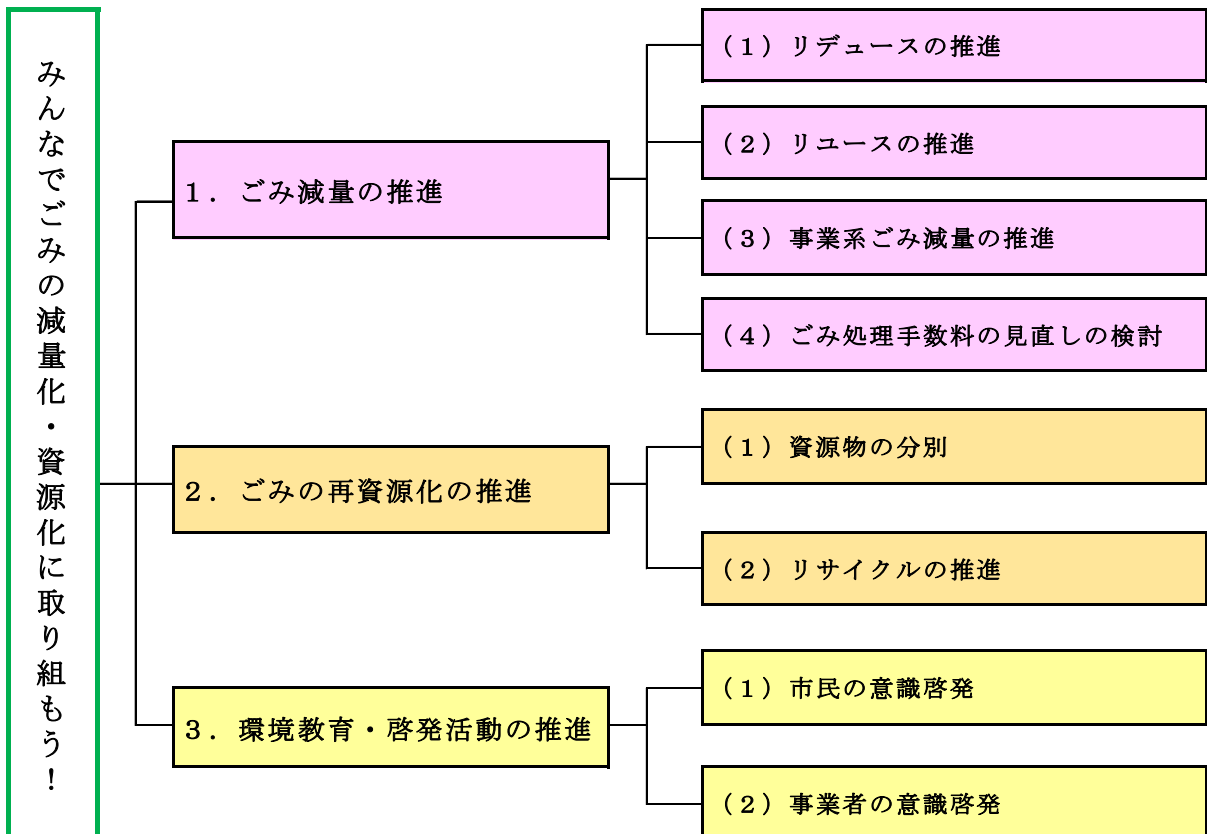 みんなでごみの減量化・資源化に取り組もう！
１．ごみ減量の推進
（１）リデュースの推進
（２）リユースの推進
（３）事業系ごみ減量の推進
（４）ごみ処理手数料の見直しの検討
２．ごみの再資源化の推進
（１）資源物の分別
（２）リサイクルの推進
３．環境教育・啓発活動の推進
（１）市民の意識啓発
（２）事業者の意識啓発